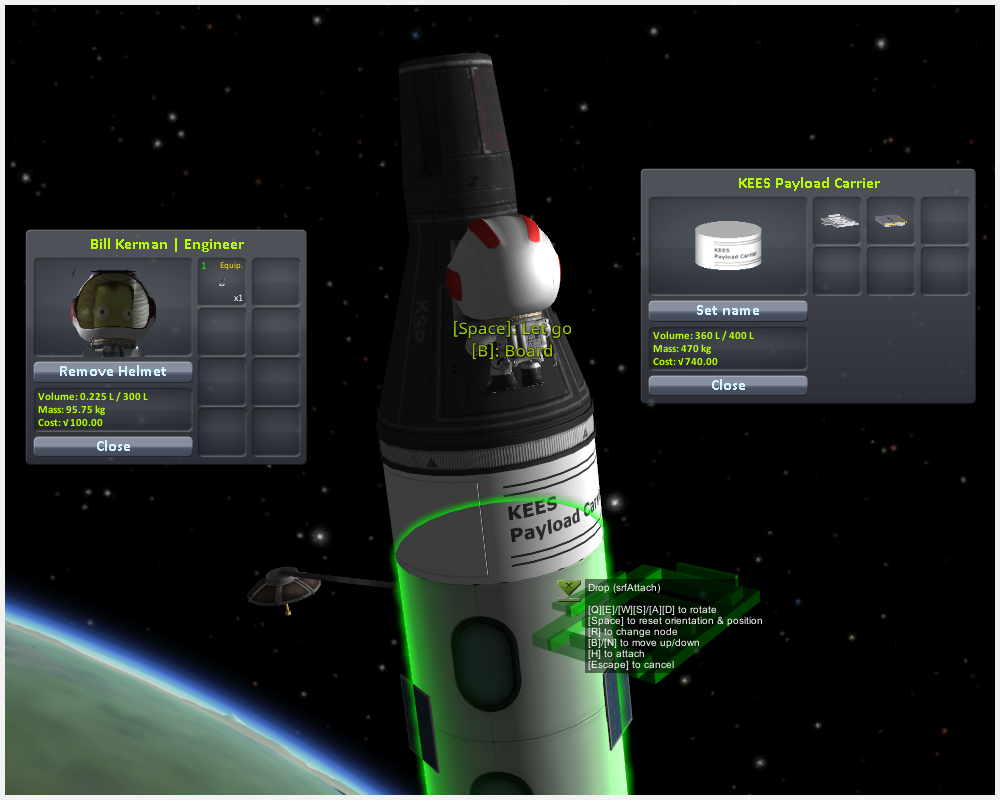 KEES Payload Carrier
KEES
Payload Carrier
Set name
Volume: 360 L / 400 L
Mass: 470 kg
Cost: √740.00
Close
Bill Kerman | Engineer
1 Equip.
x1
Remove Helmet
Volume: 0.225 L / 300 L
Mass: 95.75 kg
Cost: √100.00
Close
KSP
[Space]: Let go
[B]: Board
KEES
Payload Carr
Drop (srfAttach)
[Q][E]/[W][S]/[A][D] to rotate
[Space] to reset orientation & position
[R] to change node
[B]/[N] to move up/down
[H] to attach
[Escape] to cancel